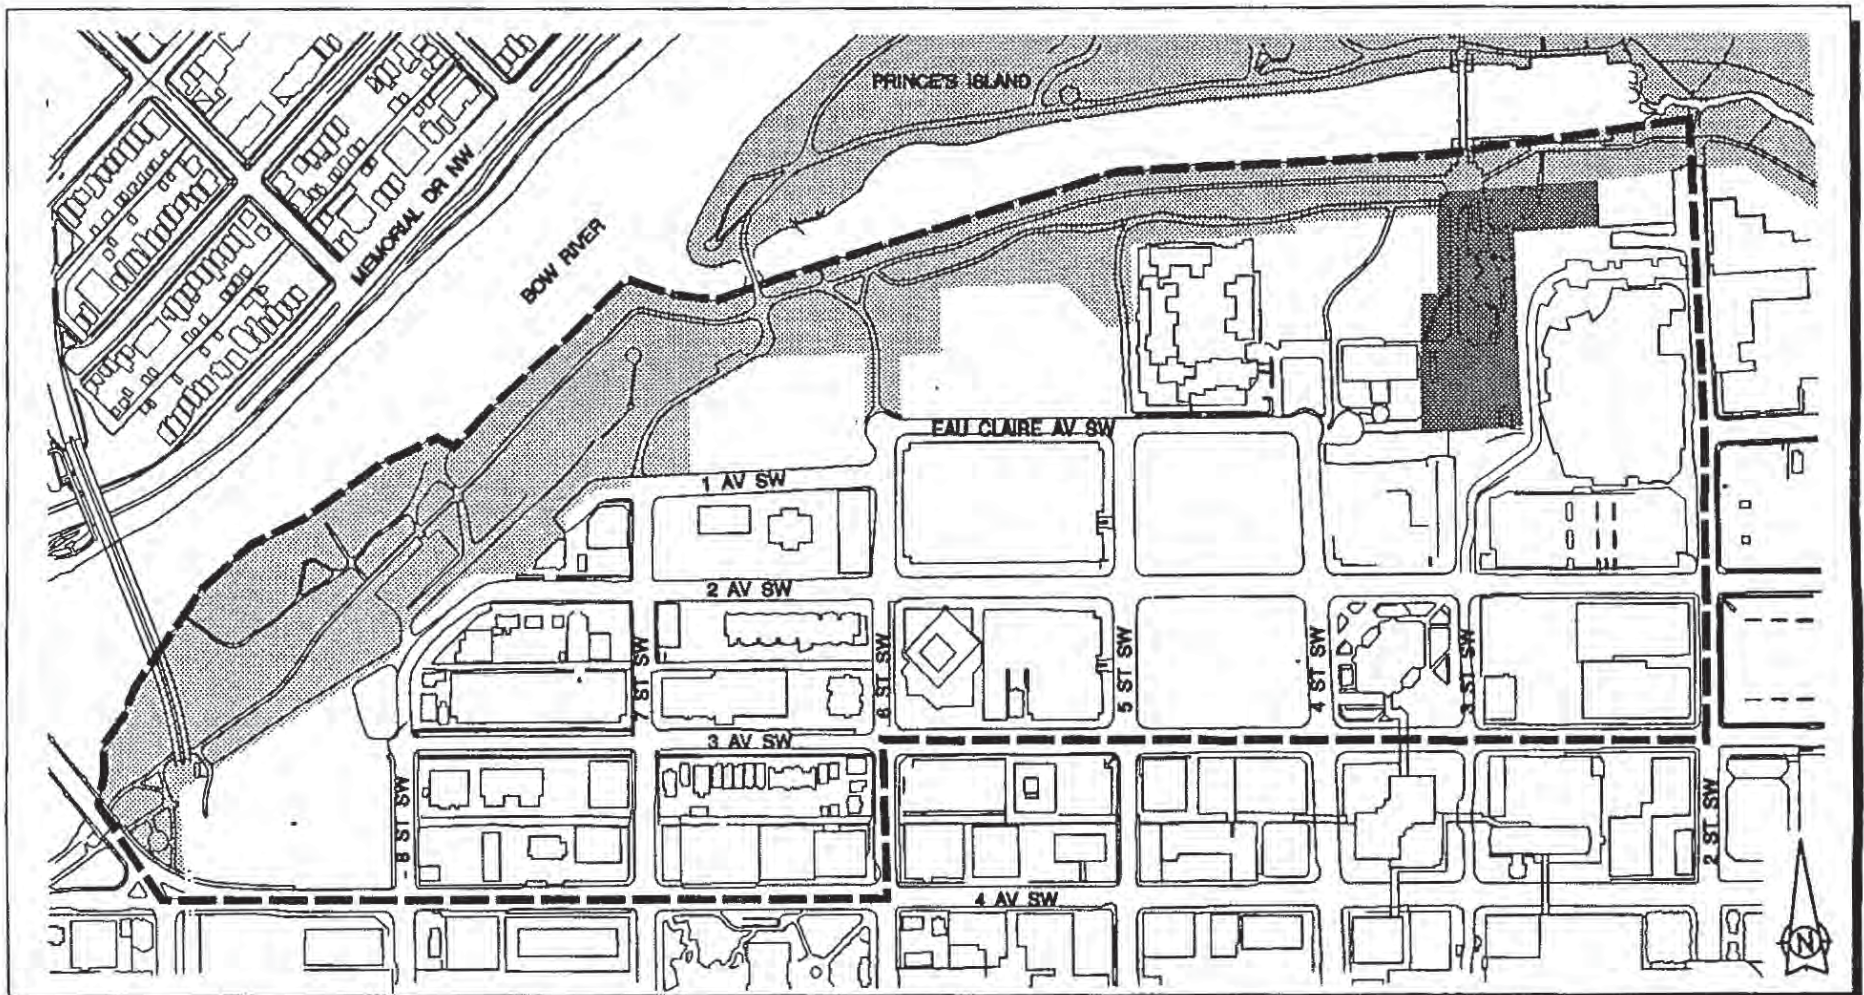 PRINCE'S ISLAND
MEMORIAL DR NW
BOW RIVER
EAU CLAIRE AV SW
1 AV SW
2 AV SW
7 ST SW
6 ST SW
5 ST SW
4 ST SW
3 ST SW
3 AV SW
8 ST SW
2 ST SW
4 AV SW
N